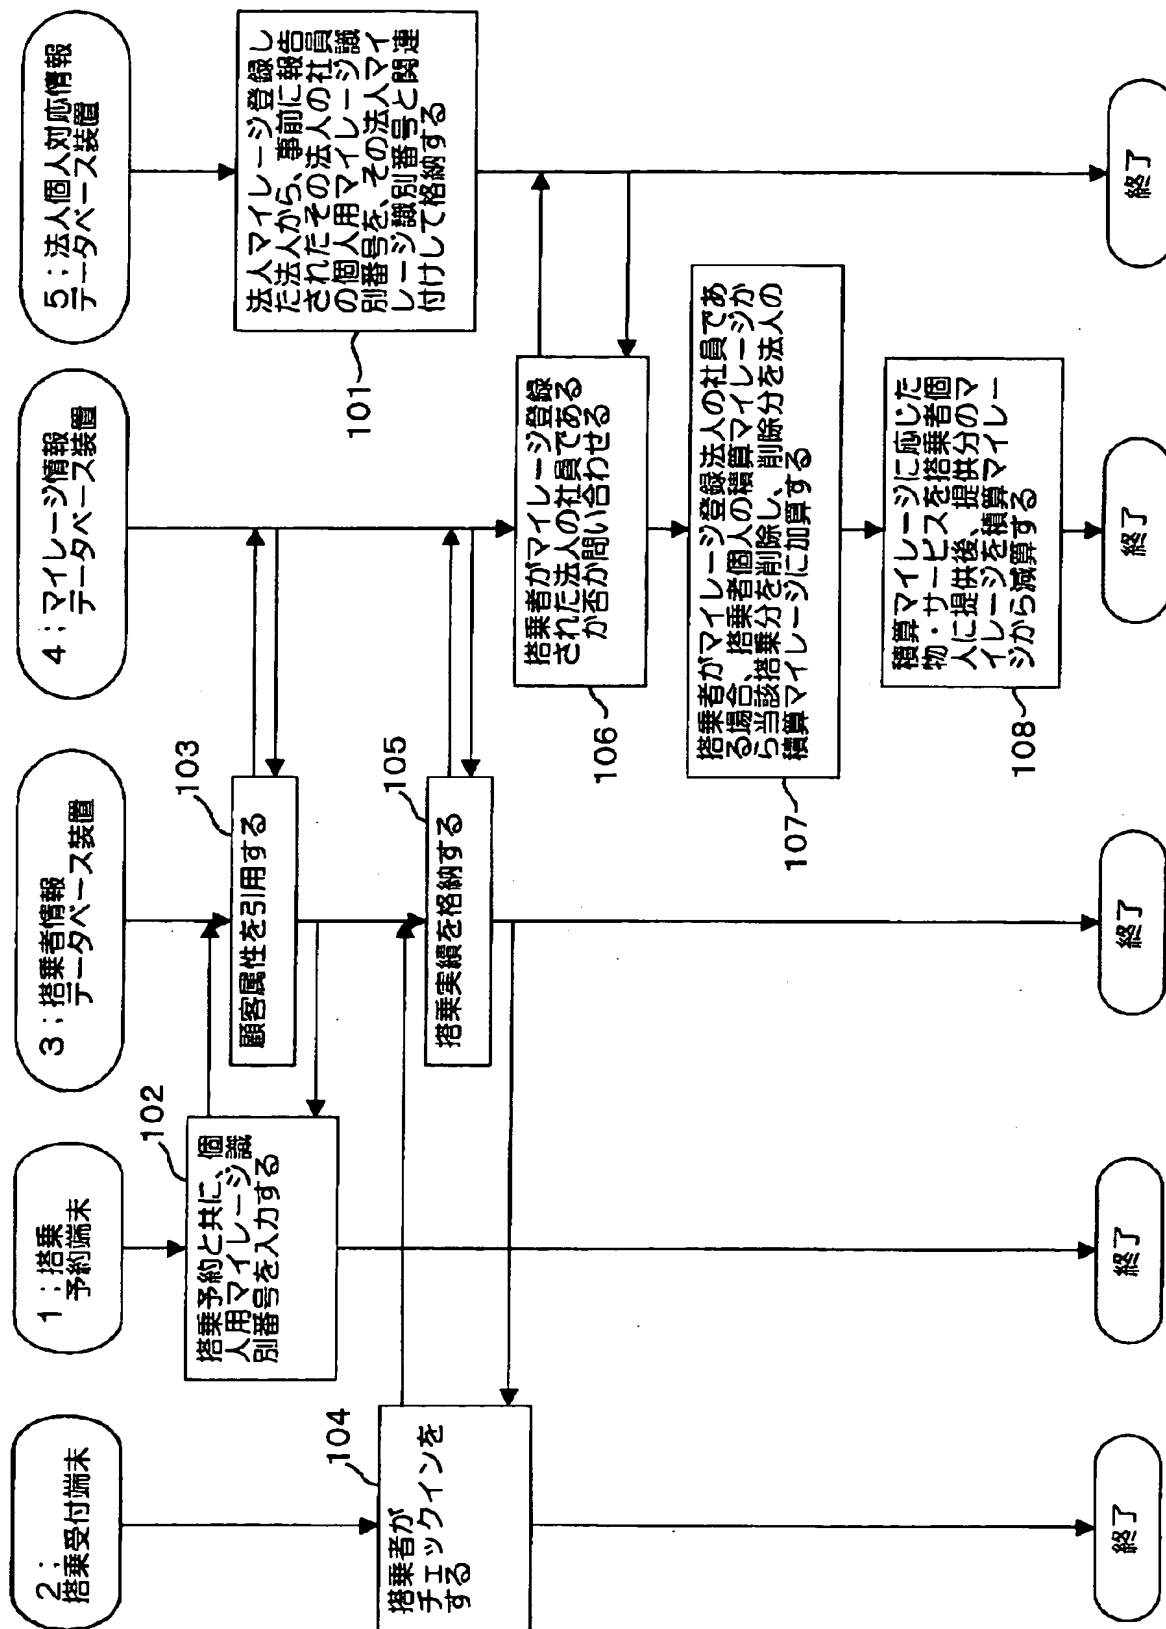 2；
搭乗受付端末
1；搭乗
予約端末
3；搭乗者情報
データベース装置
4；マイレージ情報
データベース装置
5；法人個人対応情報
データベース装置
101
法人マイレージ登録し
た法人から、事前に報告
されたその法人の社員
の個人用マイレージ識
別番号を、その法人マイ
レージ識別番号と関連
付けして格納する
102
搭乗予約と共に、個
人用マイレージ識
別番号を入力する
103
顧客属性を引用する
104
搭乗者が
チェックインを
する
105
搭乗実績を格納する
106
搭乗者がマイレージ登録
された法人の社員である
か否か問い合わせる
107
搭乗者がマイレージ登録法人の社員であ
る場合、搭乗者個人の積算マイレージか
ら当該搭乗分を削除し、削除分を法人の
積算マイレージに加算する
108
積算マイレージに応じた
物・サービスを搭乗者個
人に提供後、提供分のマ
イレージを積算マイレー
ジから減算する
終了
終了
終了
終了
終了